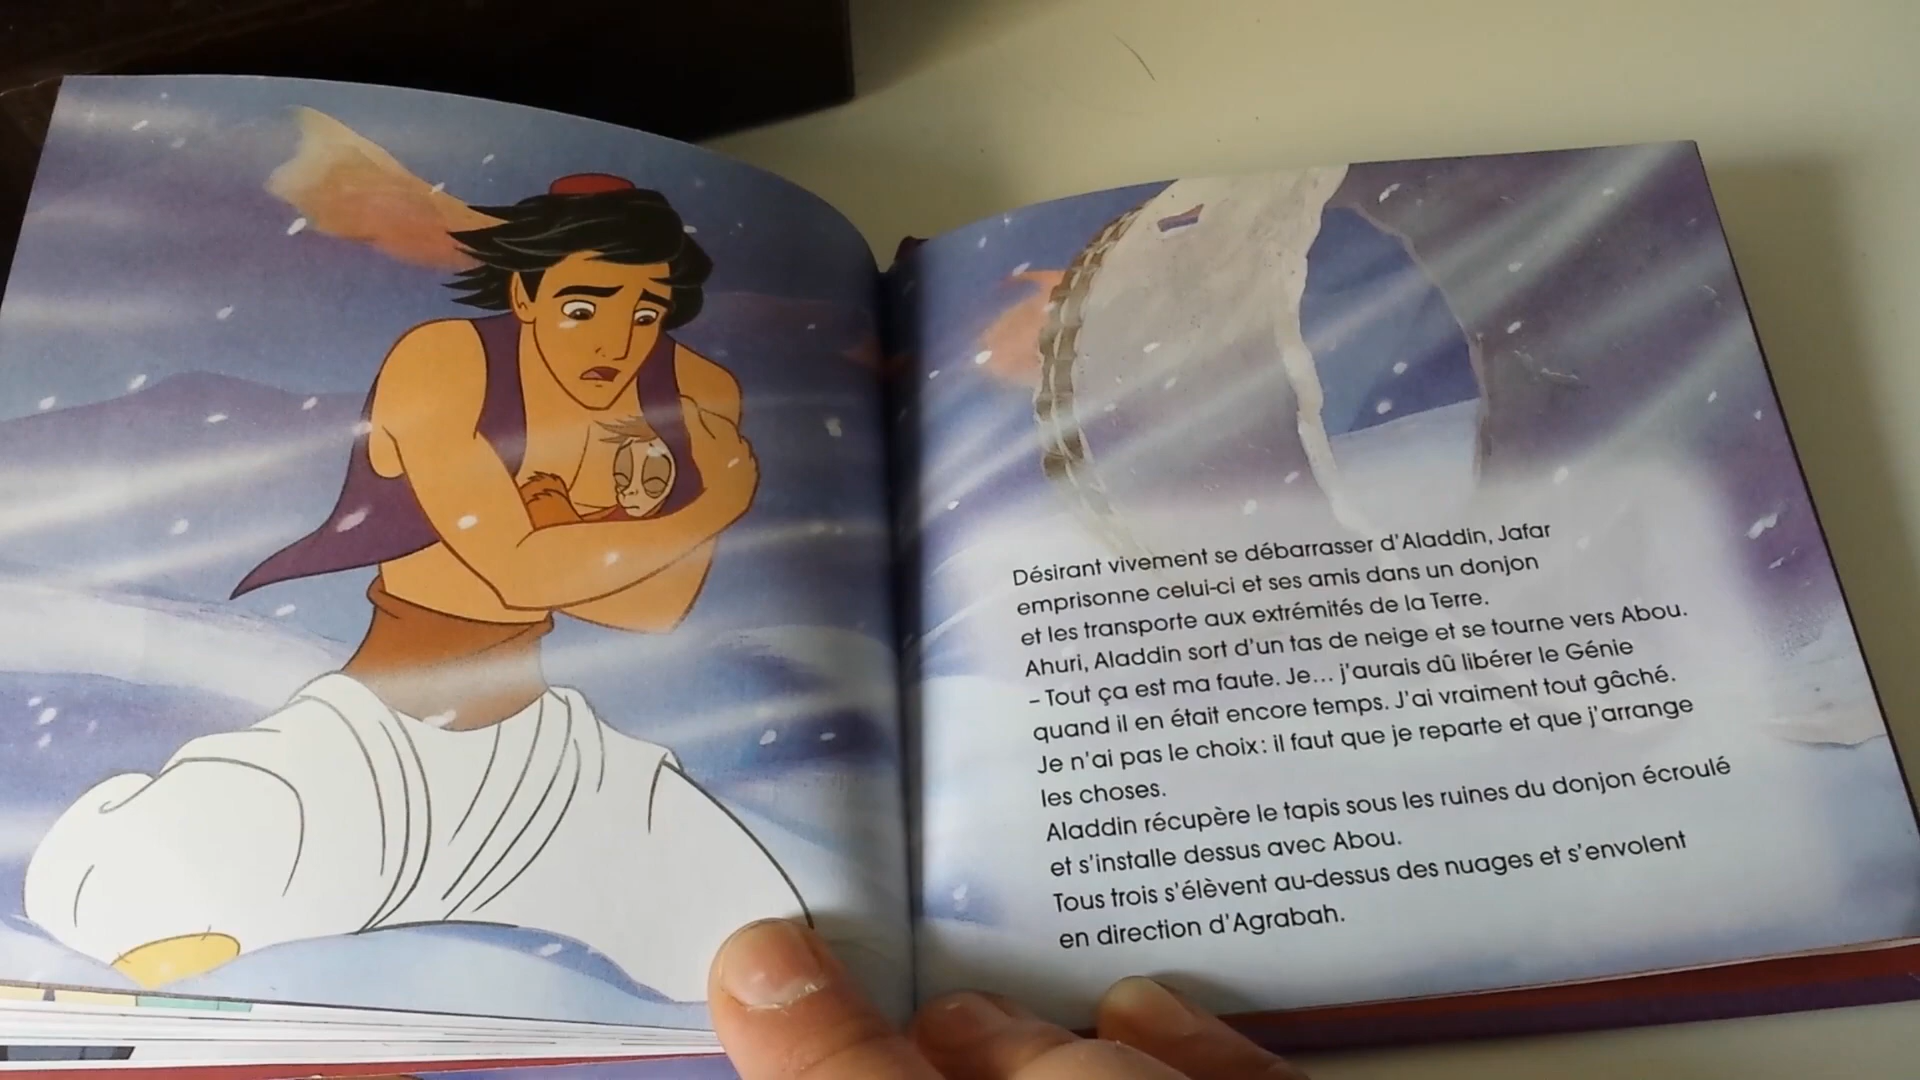 Désirant vivement se débarrasser d'Aladdin, Jafar
emprisonne celui-ci et ses amis dans un donjon
et les transporte aux extrémités de la Terre.
Ahuri, Aladdin sort d'un tas de neige et se tourne vers Abou.
– Tout ça est ma faute. Je... j'aurais dû libérer le Génie
quand il en était encore temps. J'ai vraiment tout gâché.
Je n'ai pas le choix : il faut que je reparte et que j'arrange
les choses.
Aladdin récupère le tapis sous les ruines du donjon écroulé
et s'installe dessus avec Abou.
Tous trois s'élèvent au-dessus des nuages et s'envolent
en direction d'Agrabah.